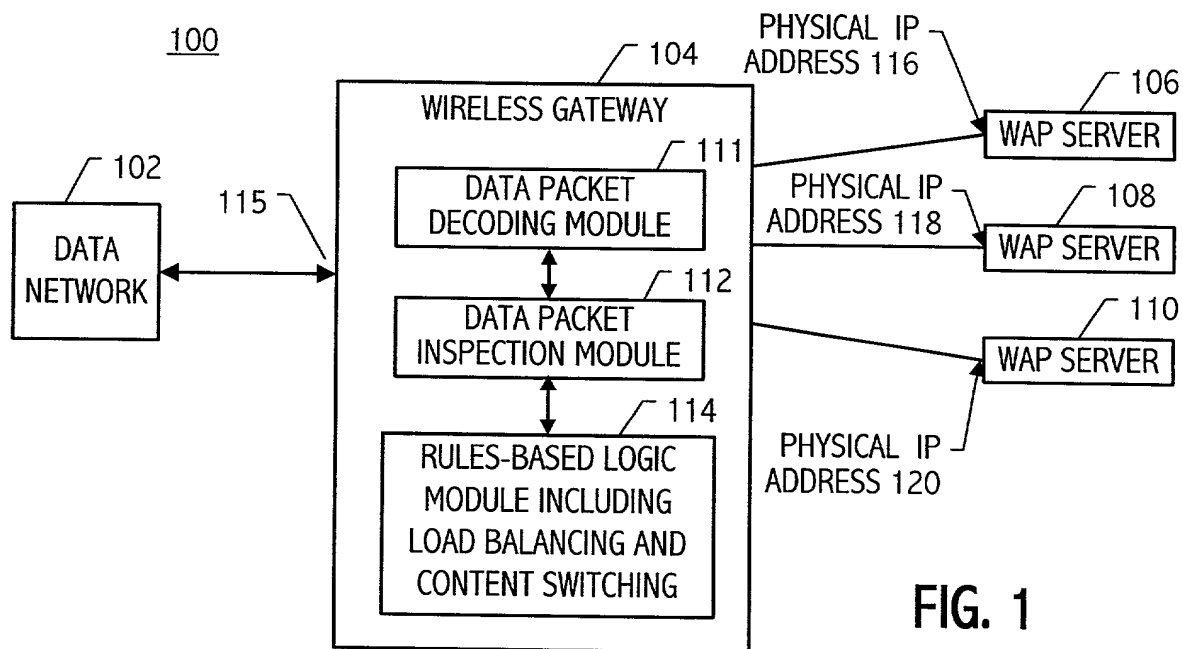 100
104
WIRELESS GATEWAY
PHYSICAL IP
ADDRESS 116
106
WAP SERVER
102
DATA
NETWORK
115
111
DATA PACKET
DECODING MODULE
PHYSICAL IP
ADDRESS 118
108
WAP SERVER
112
DATA PACKET
INSPECTION MODULE
110
WAP SERVER
114
RULES-BASED LOGIC
MODULE INCLUDING
LOAD BALANCING AND
CONTENT SWITCHING
PHYSICAL IP
ADDRESS 120
FIG. 1